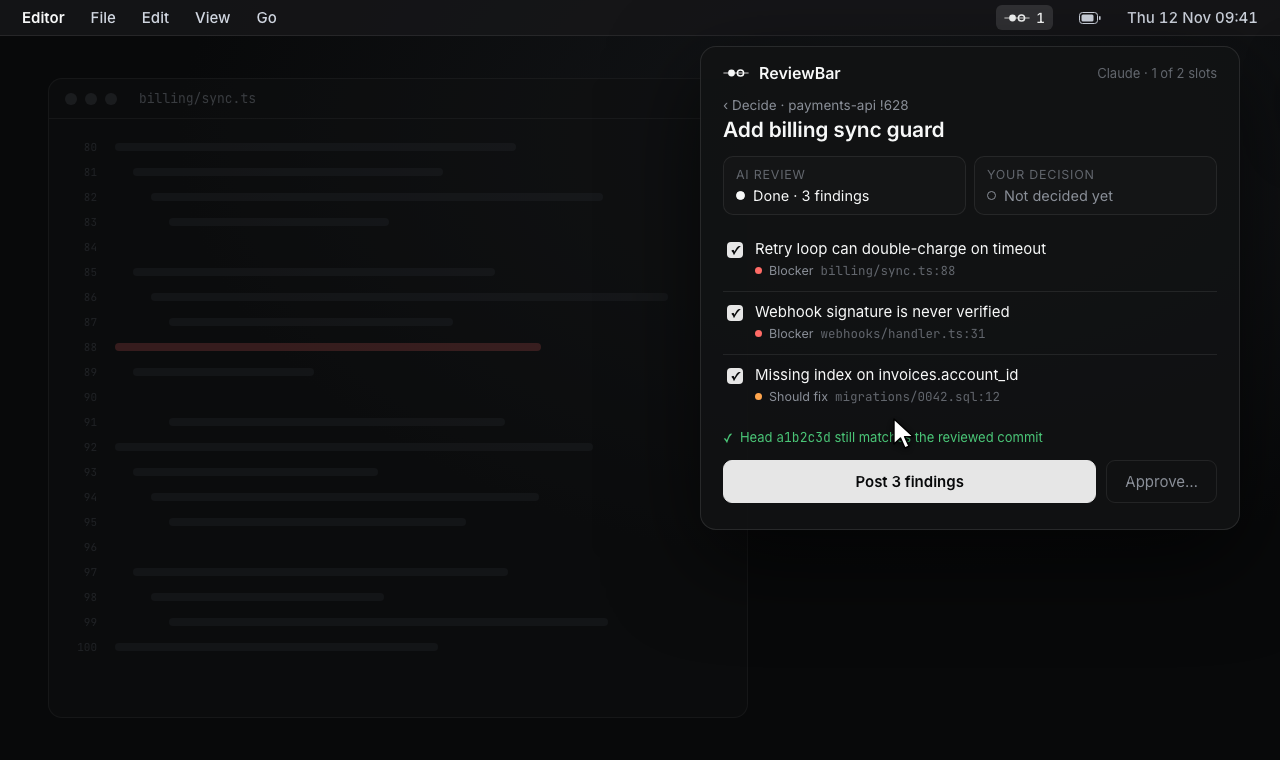 Editor File Edit View Go 1 Thu 12 Nov 09:41
billing/sync.ts
80
81
82
83
84
85
86
87
88
89
90
91
92
93
94
95
96
97
98
99
100
ReviewBar Claude · 1 of 2 slots
‹ Decide · payments-api !628
Add billing sync guard
AI REVIEW
Done · 3 findings
YOUR DECISION
Not decided yet
Retry loop can double-charge on timeout
Blocker billing/sync.ts:88
Webhook signature is never verified
Blocker webhooks/handler.ts:31
Missing index on invoices.account_id
Should fix migrations/0042.sql:12
✓ Head a1b2c3d still matches the reviewed commit
Post 3 findings Approve...